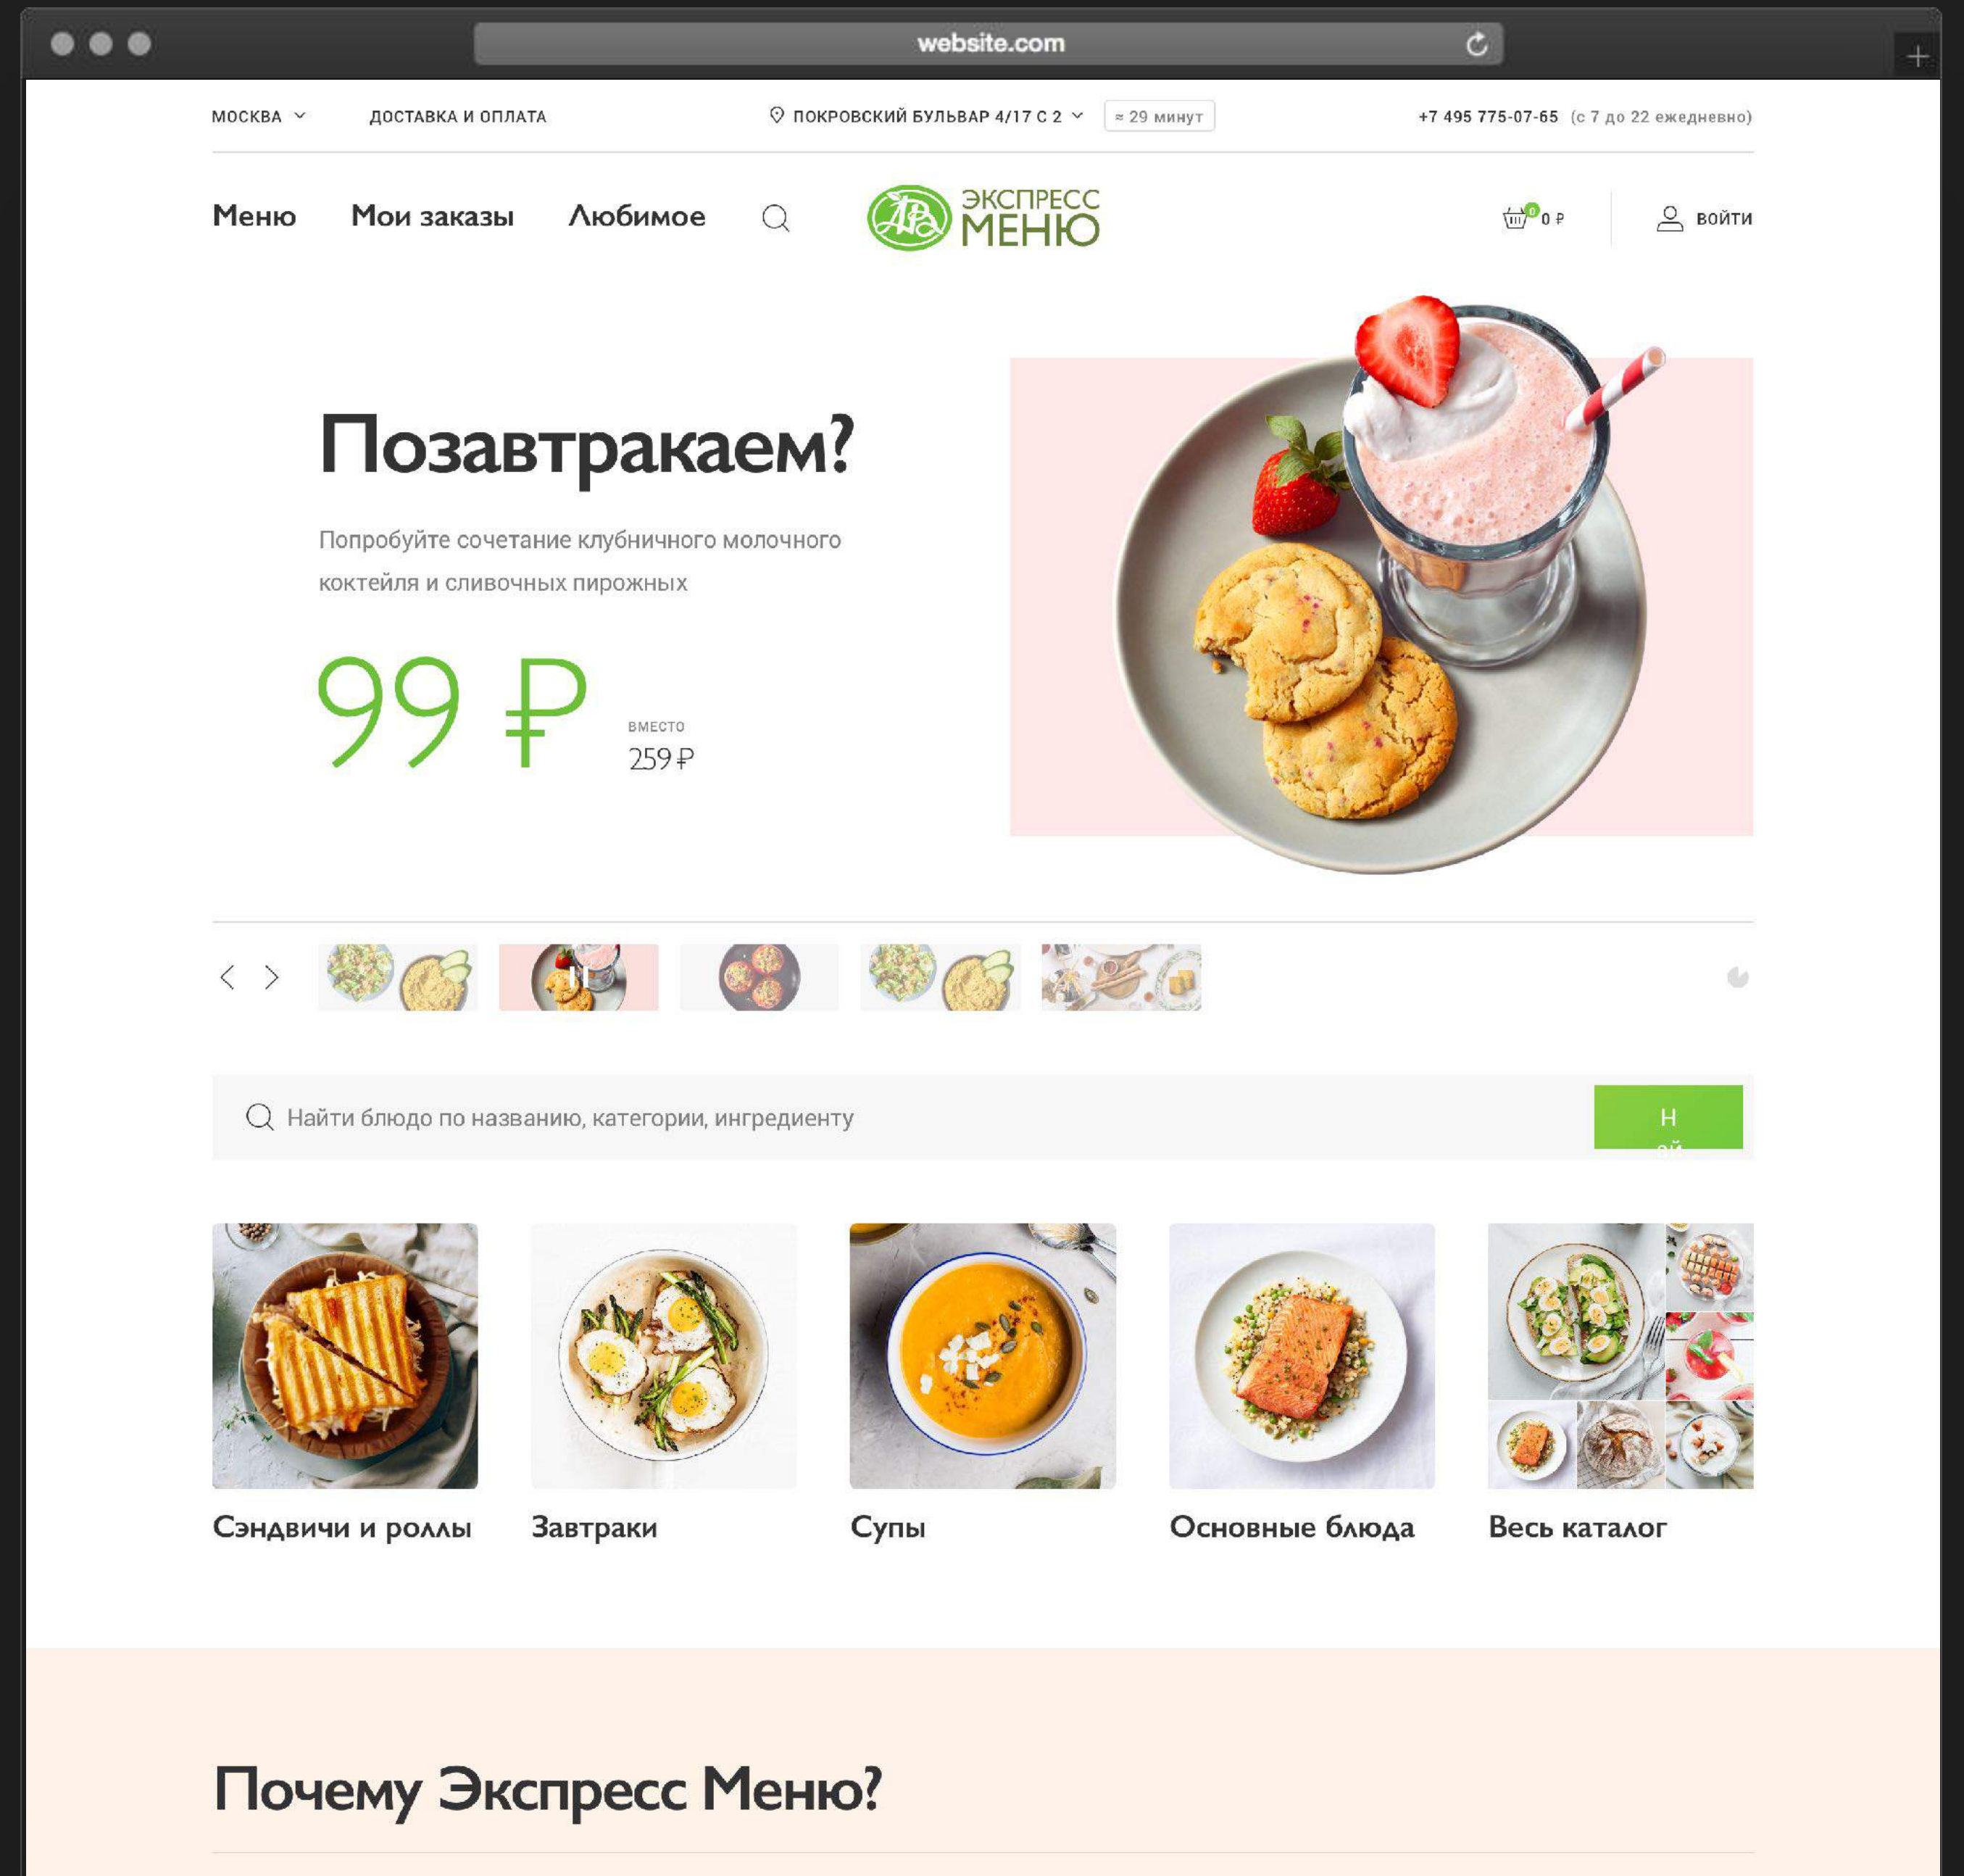 website.com
МОСКВА
ДОСТАВКА И ОПЛАТА
ПОКРОВСКИЙ БУЛЬВАР 4/17 С 2
≈ 29 минут
+7 495 775-07-65 (с 7 до 22 ежедневно)
Меню
Мои заказы
Любимое
АРВ
ЭКСПРЕСС
МЕНЮ
0
0 ₽
ВОЙТИ
Позавтракаем?
Попробуйте сочетание клубничного молочного
коктейля и сливочных пирожных
99 ₽
ВМЕСТО
259 ₽
Найти блюдо по названию, категории, ингредиенту
Н
ай
Сэндвичи и роллы
Завтраки
Супы
Основные блюда
Весь каталог
Почему Экспресс Меню?